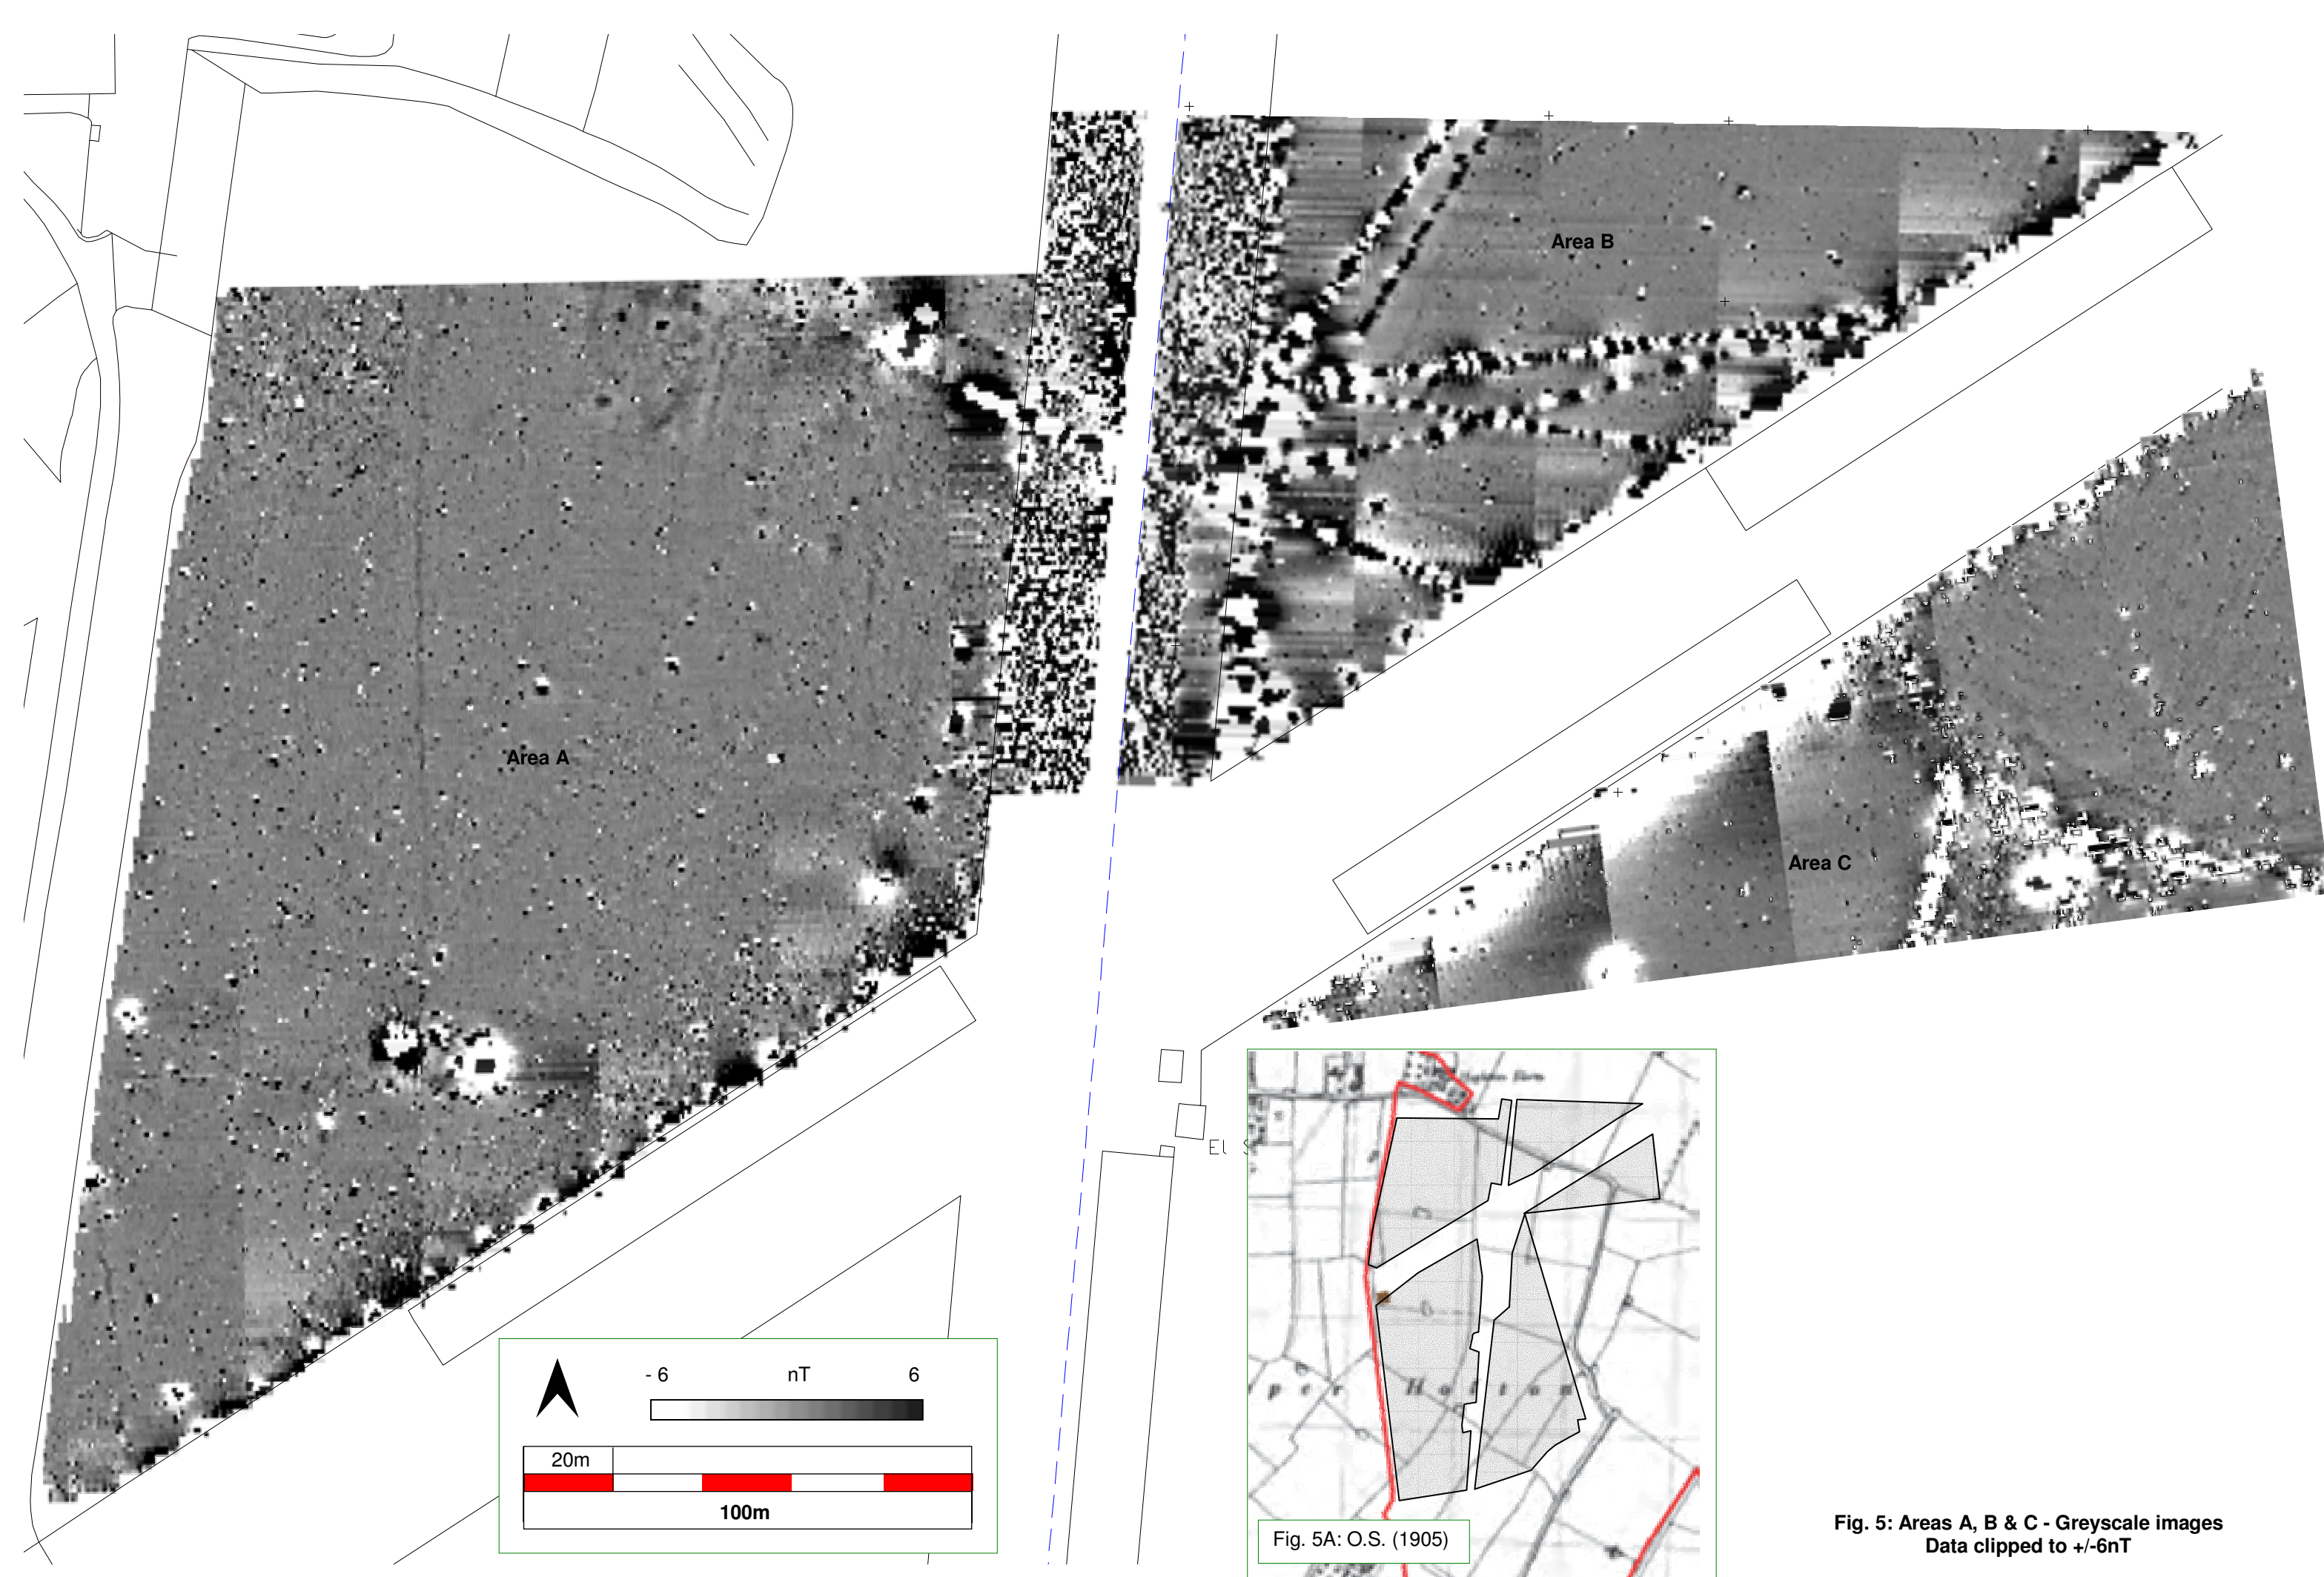 Area B
Area A
Area C
- 6 nT 6
20m
100m
H o l t o n
Fig. 5A: O.S. (1905)
Fig. 5: Areas A, B & C - Greyscale images
Data clipped to +/-6nT